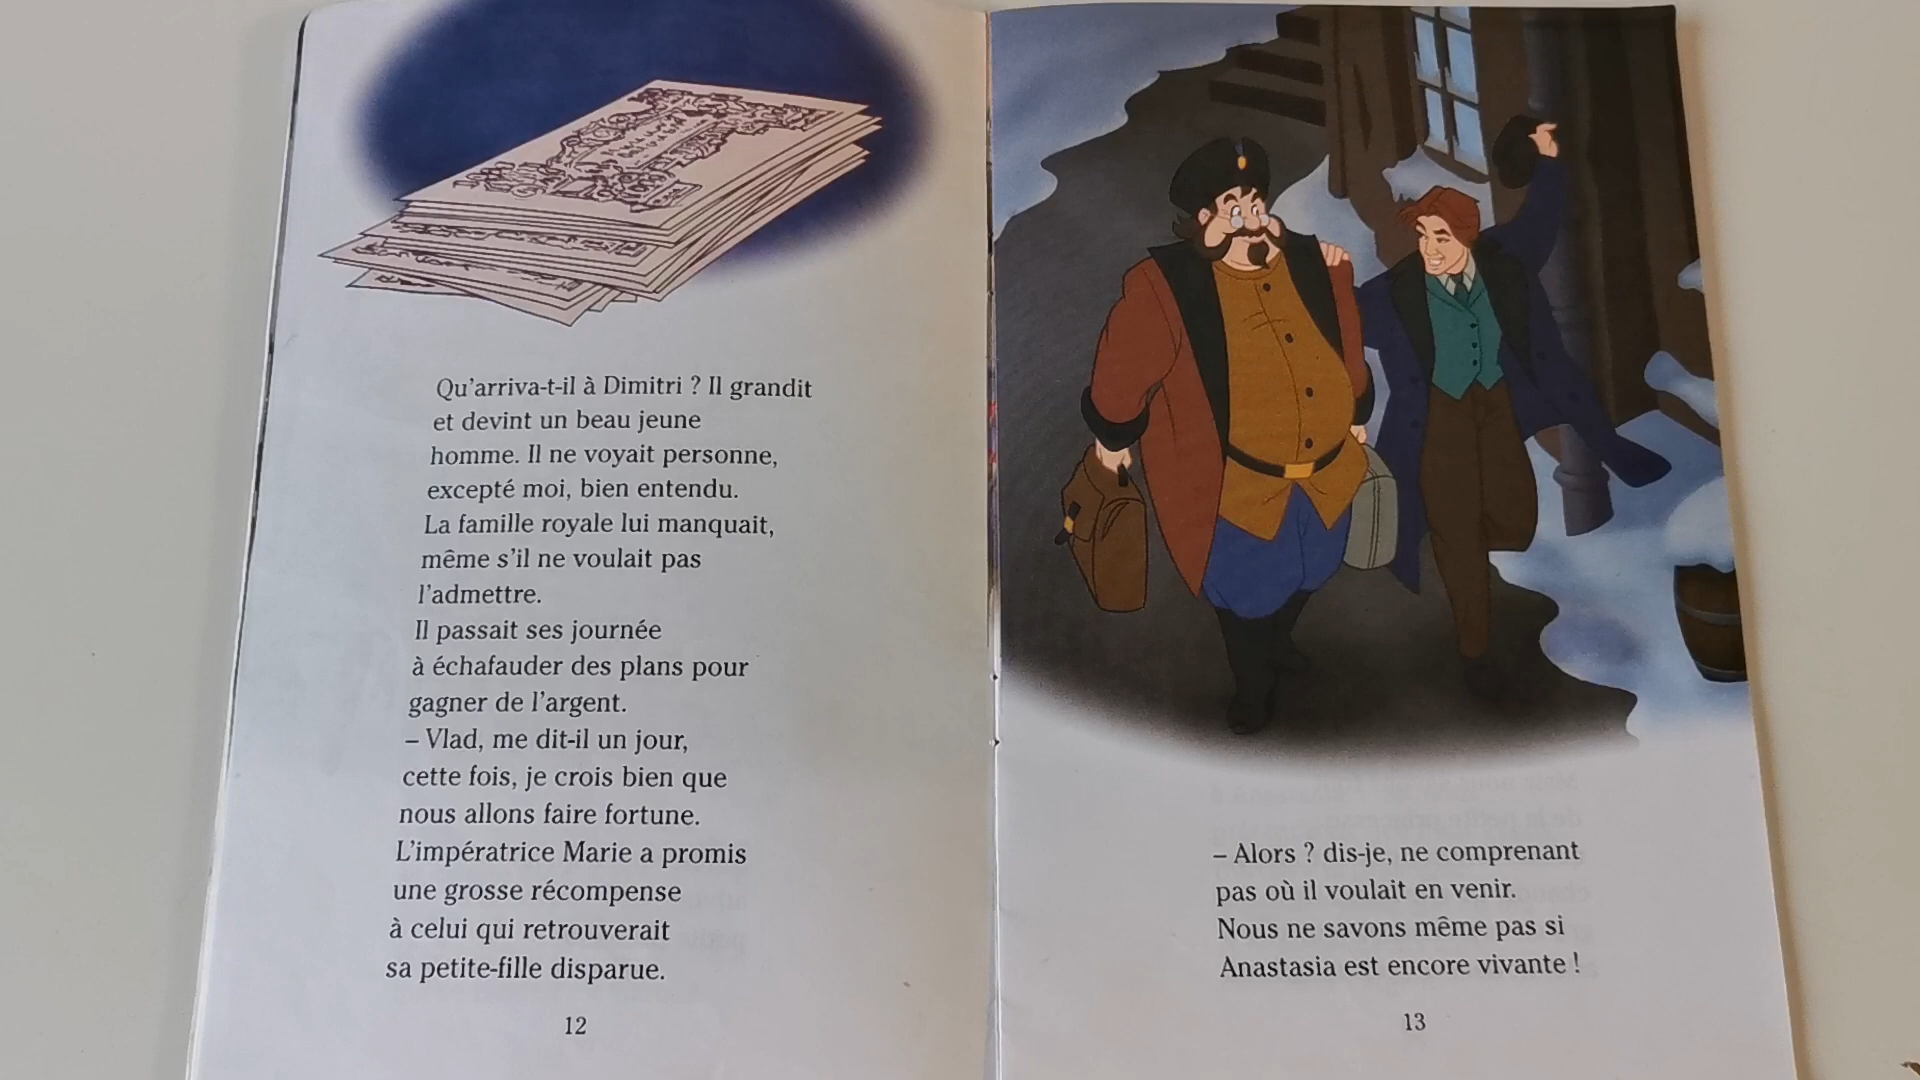 Qu'arriva-t-il à Dimitri ? Il grandit
et devint un beau jeune
homme. Il ne voyait personne,
excepté moi, bien entendu.
La famille royale lui manquait,
même s'il ne voulait pas
l'admettre.
Il passait ses journée
à échafauder des plans pour
gagner de l'argent.
– Vlad, me dit-il un jour,
cette fois, je crois bien que
nous allons faire fortune.
L'impératrice Marie a promis
une grosse récompense
à celui qui retrouverait
sa petite-fille disparue.
12
– Alors ? dis-je, ne comprenant
pas où il voulait en venir.
Nous ne savons même pas si
Anastasia est encore vivante !
13